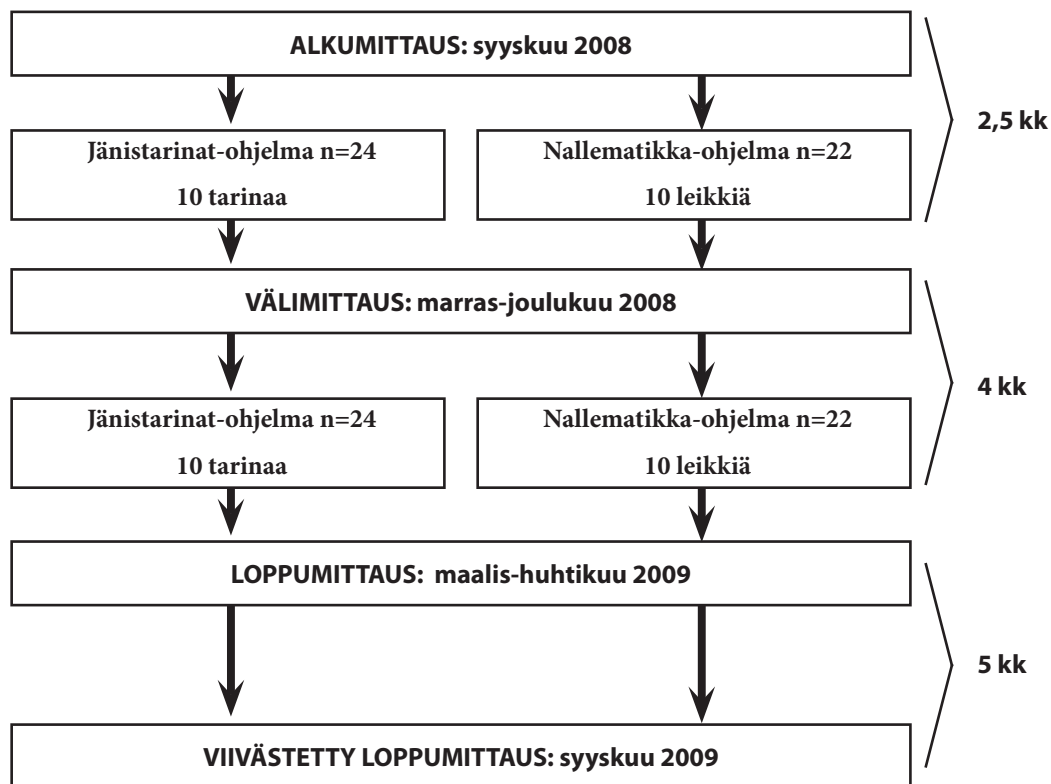 ALKUMITTAUS: syyskuu 2008
2,5 kk
Jänistarinat-ohjelma n=24
10 tarinaa
Nallematikka-ohjelma n=22
10 leikkiä
VÄLIMITTAUS: marras-joulukuu 2008
4 kk
Jänistarinat-ohjelma n=24
10 tarinaa
Nallematikka-ohjelma n=22
10 leikkiä
LOPPUMITTAUS: maalis-huhtikuu 2009
5 kk
VIIVÄSTETTY LOPPUMITTAUS: syyskuu 2009